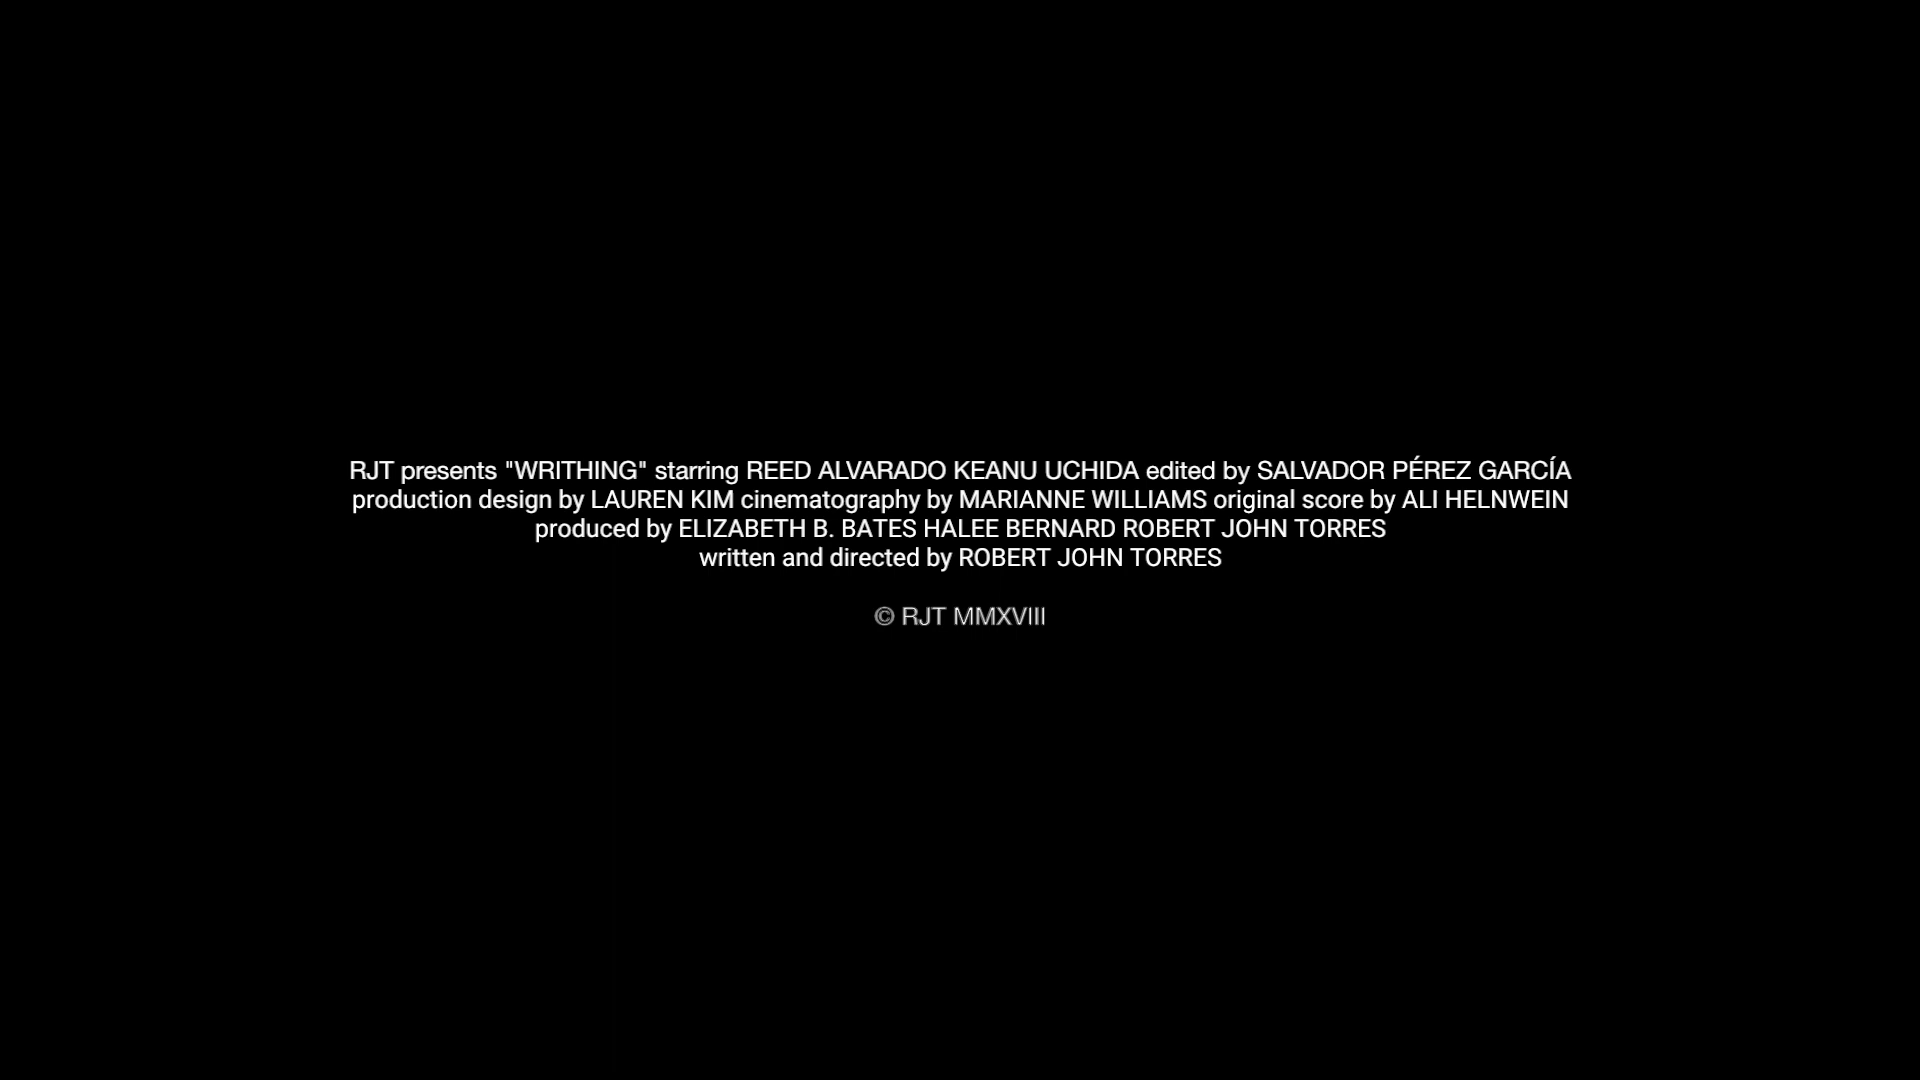 RJT presents "WRITHING" starring REED ALVARADO KEANU UCHIDA edited by SALVADOR PÉREZ GARCÍA
production design by LAUREN KIM cinematography by MARIANNE WILLIAMS original score by ALI HELNWEIN
produced by ELIZABETH B. BATES HALEE BERNARD ROBERT JOHN TORRES
written and directed by ROBERT JOHN TORRES
© RJT MMXVIII